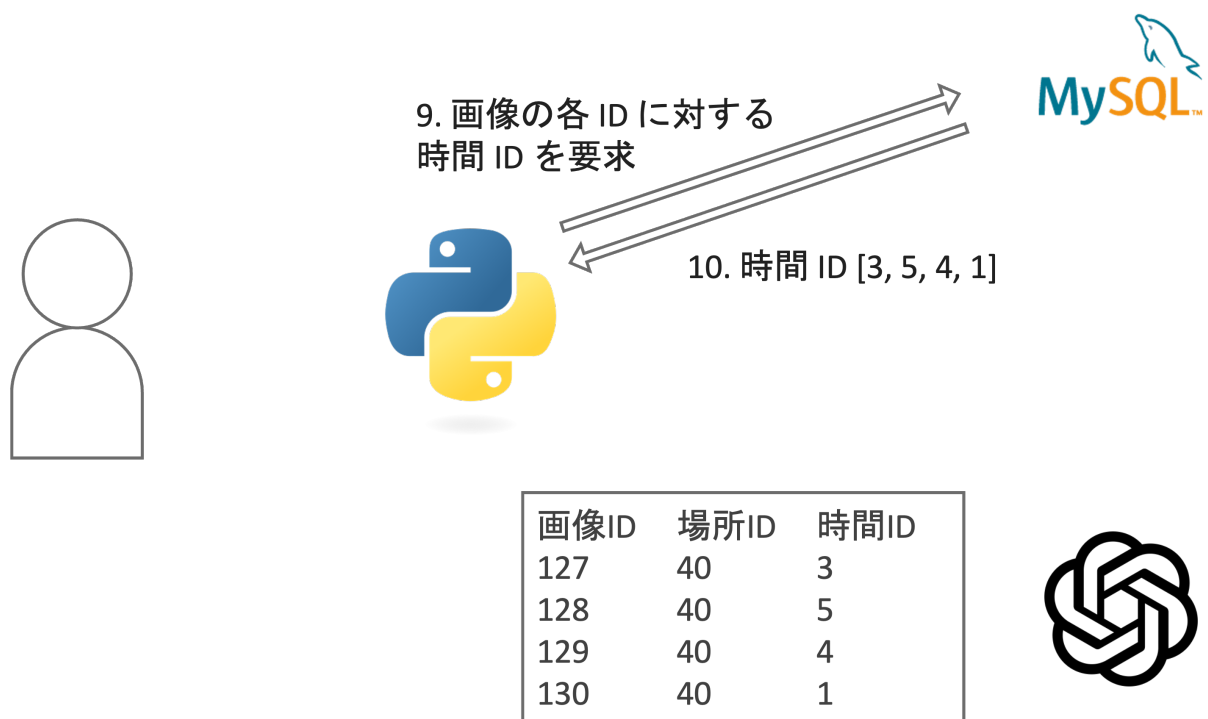 MySQL™
9. 画像の各 ID に対する
時間 ID を要求
10. 時間 ID [3, 5, 4, 1]
画像ID 場所ID 時間ID
127 40 3
128 40 5
129 40 4
130 40 1